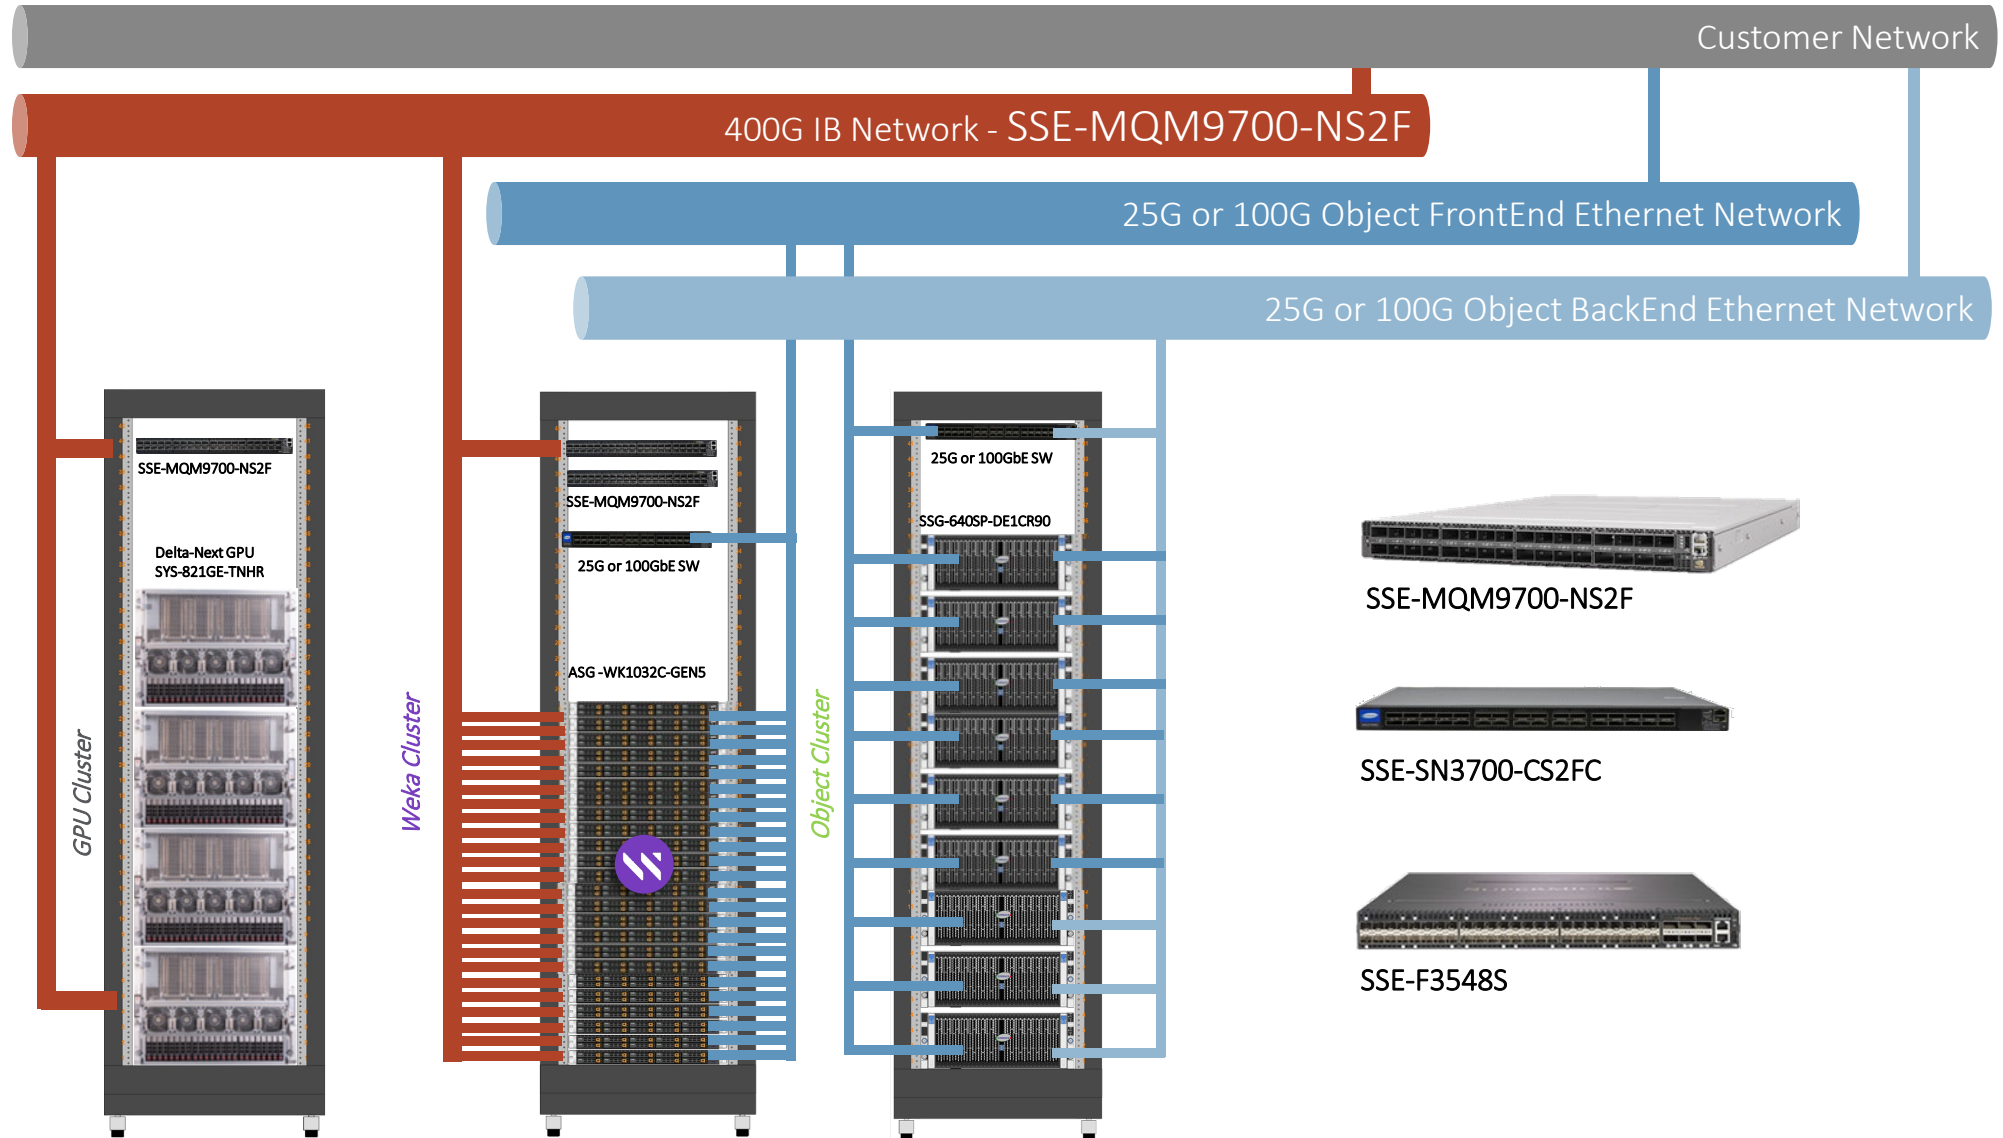 Customer Network
400G IB Network - SSE-MQM9700-NS2F
25G or 100G Object FrontEnd Ethernet Network
25G or 100G Object BackEnd Ethernet Network
GPU Cluster
SSE-MQM9700-NS2F
Delta-Next GPU
SYS-821GE-TNHR
Weka Cluster
SSE-MQM9700-NS2F
25G or 100GbE SW
ASG -WK1032C-GEN5
Object Cluster
25G or 100GbE SW
SSG-640SP-DE1CR90
SSE-MQM9700-NS2F
SSE-SN3700-CS2FC
SUPERMICRO
SSE-F3548S